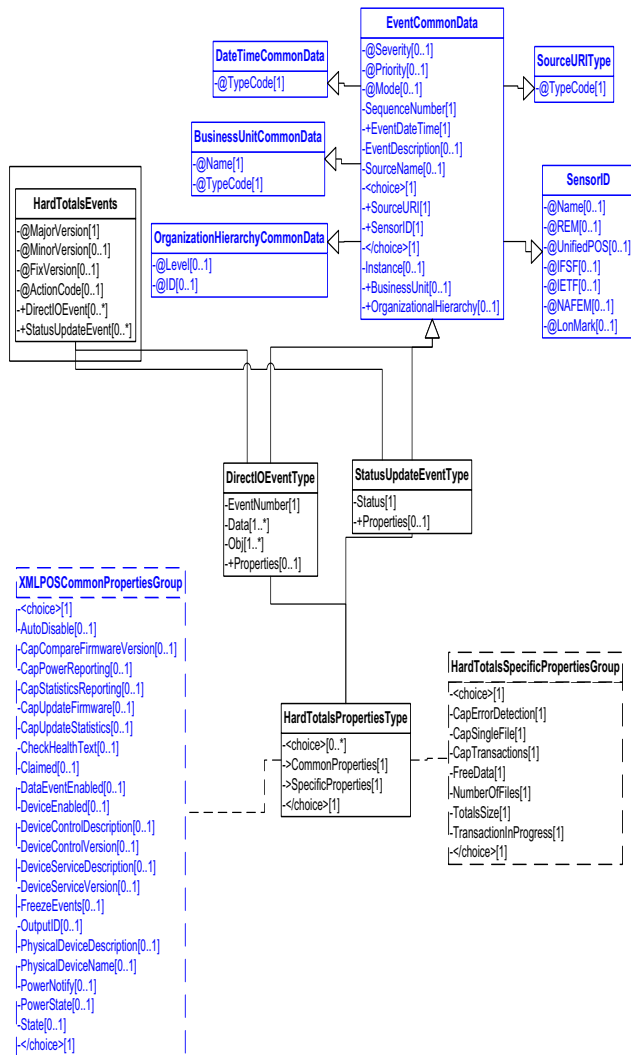 EventCommonData
-@Severity[0..1]
-@Priority[0..1]
-@Mode[0..1]
-SequenceNumber[1]
-+EventDateTime[1]
-EventDescription[0..1]
-SourceName[0..1]
-<choice>[1]
-+SourceURI[1]
-+SensorID[1]
-</choice>[1]
-Instance[0..1]
-+BusinessUnit[0..1]
-+OrganizationalHierarchy[0..1]
DateTimeCommonData
-@TypeCode[1]
SourceURIType
-@TypeCode[1]
BusinessUnitCommonData
-@Name[1]
-@TypeCode[1]
SensorID
-@Name[0..1]
-@REM[0..1]
-@UnifiedPOS[0..1]
-@IFSF[0..1]
-@IETF[0..1]
-@NAFEM[0..1]
-@LonMark[0..1]
HardTotalsEvents
-@MajorVersion[1]
-@MinorVersion[0..1]
-@FixVersion[0..1]
-@ActionCode[0..1]
-+DirectIOEvent[0..*]
-+StatusUpdateEvent[0..*]
OrganizationHierarchyCommonData
-@Level[0..1]
-@ID[0..1]
DirectIOEventType
-EventNumber[1]
-Data[1..*]
-Obj[1..*]
-+Properties[0..1]
StatusUpdateEventType
-Status[1]
-+Properties[0..1]
XMLPOSCommonPropertiesGroup
-<choice>[1]
-AutoDisable[0..1]
-CapCompareFirmwareVersion[0..1]
-CapPowerReporting[0..1]
-CapStatisticsReporting[0..1]
-CapUpdateFirmware[0..1]
-CapUpdateStatistics[0..1]
-CheckHealthText[0..1]
-Claimed[0..1]
-DataEventEnabled[0..1]
-DeviceEnabled[0..1]
-DeviceControlDescription[0..1]
-DeviceControlVersion[0..1]
-DeviceServiceDescription[0..1]
-DeviceServiceVersion[0..1]
-FreezeEvents[0..1]
-OutputID[0..1]
-PhysicalDeviceDescription[0..1]
-PhysicalDeviceName[0..1]
-PowerNotify[0..1]
-PowerState[0..1]
-State[0..1]
-</choice>[1]
HardTotalsPropertiesType
-<choice>[0..*]
->CommonProperties[1]
->SpecificProperties[1]
-</choice>[1]
HardTotalsSpecificPropertiesGroup
-<choice>[1]
-CapErrorDetection[1]
-CapSingleFile[1]
-CapTransactions[1]
-FreeData[1]
-NumberOfFiles[1]
-TotalsSize[1]
-TransactionInProgress[1]
-</choice>[1]